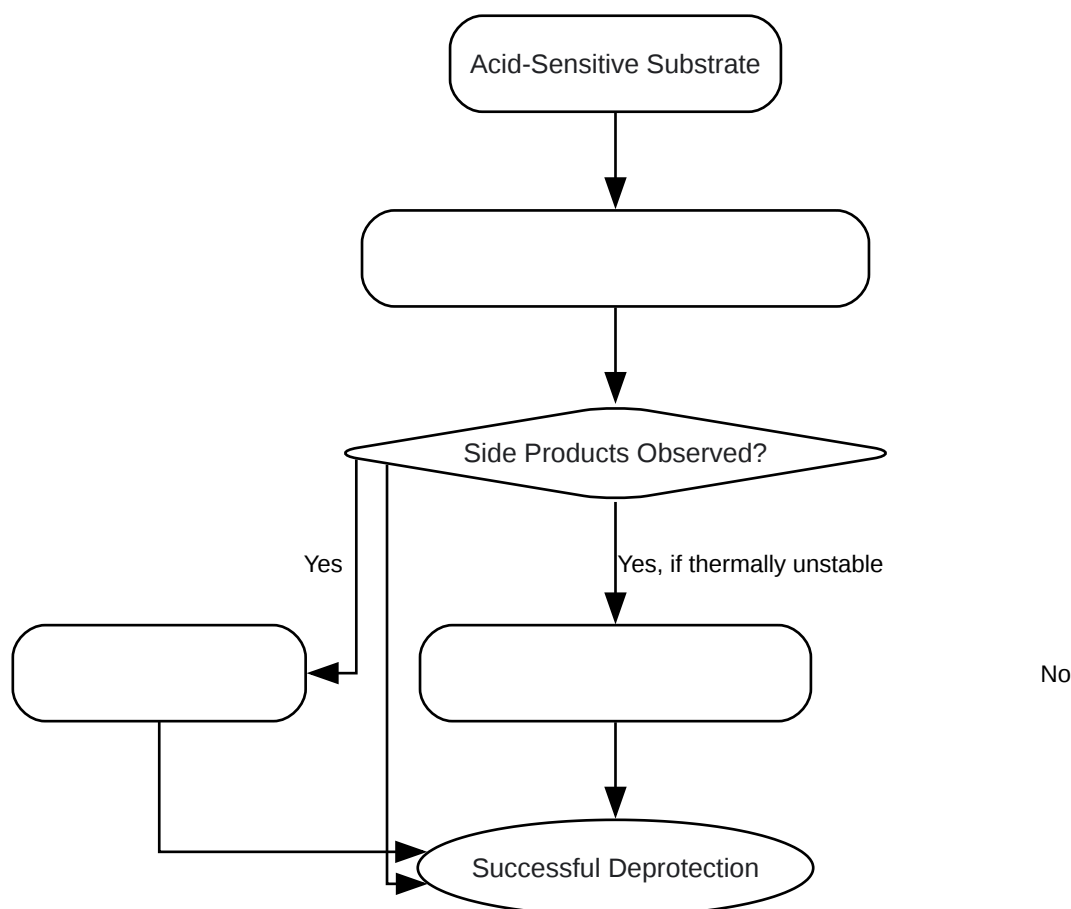 Acid-Sensitive Substrate
Side Products Observed?
Yes
Yes, if thermally unstable
No
Successful Deprotection